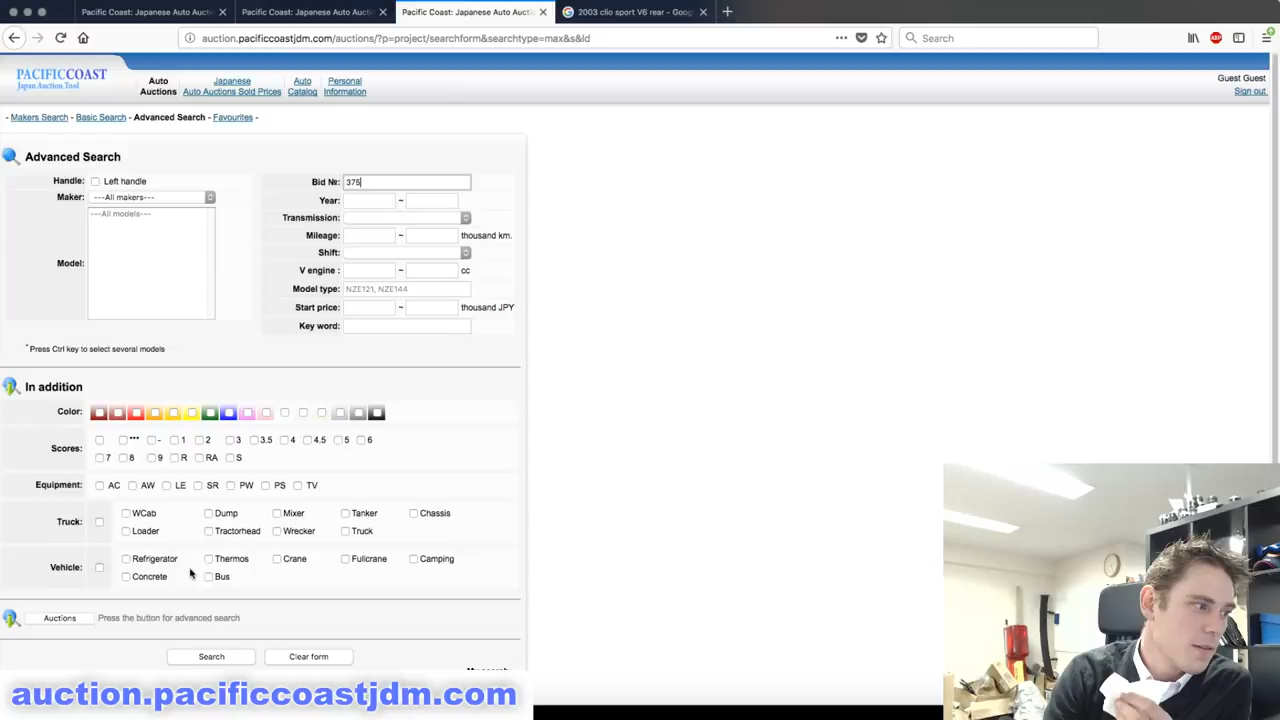 Pacific Coast: Japanese Auctic
Pacific Coast: Japanese Auctic
Pacific Coast: Japanese Auctic
2003 clio sport V6 rear - Goog
auction.pacificcoastjdm.com/auctions/?p=project/searchform&searchtype=max&s&ld
Search
ABP
PACIFICCOAST
Japan Auction Tool
Auto Auctions
Japanese Auto Auctions Sold Prices
Auto Catalog
Personal Information
Guest Guest
Sign out
- Makers Search - Basic Search - Advanced Search - Favourites -
Advanced Search
Handle: Left handle
Maker: ---All makers---
---All models---
Model:
* Press Ctrl key to select several models
Bid №: 375
Year: ~
Transmission:
Mileage: ~ thousand km.
Shift:
V engine : ~ cc
Model type: NZE121, NZE144
Start price: ~ thousand JPY
Key word:
In addition
Color:
Scores: *** - 1 2 3 3.5 4 4.5 5 6
7 8 9 R RA S
Equipment: AC AW LE SR PW PS TV
Truck: WCab Dump Mixer Tanker Chassis
Loader Tractorhead Wrecker Truck
Vehicle: Refrigerator Thermos Crane Fullcrane Camping
Concrete Bus
Auctions Press the button for advanced search
Search Clear form
auction.pacificcoastjdm.com